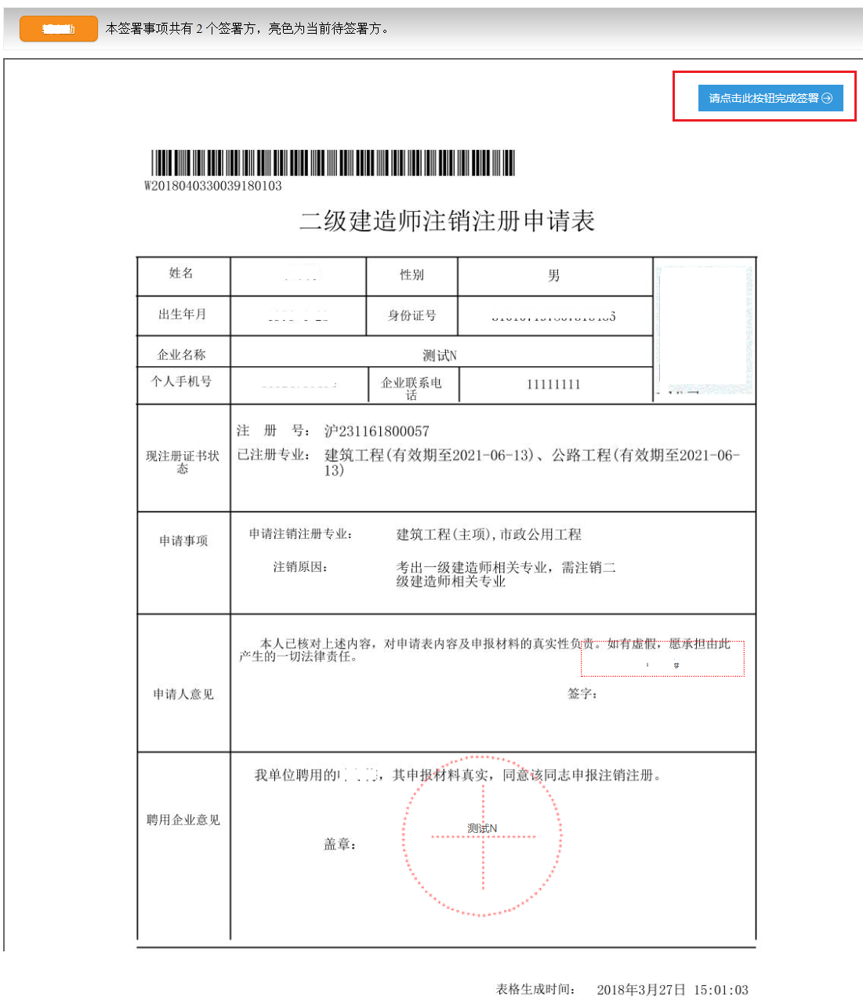 本签署事项共有 2 个签署方，亮色为当前待签署方。
请点击此按钮完成签署
W2018040330039180103
二级建造师注销注册申请表
姓名 性别 男
出生年月 身份证号
企业名称 测试N
个人手机号 企业联系电话 11111111
现注册证书状态
注 册 号： 沪231161800057
已注册专业： 建筑工程(有效期至2021-06-13)、公路工程(有效期至2021-06-
13)
申请事项
申请注销注册专业： 建筑工程(主项),市政公用工程
注销原因： 考出一级建造师相关专业，需注销二
级建造师相关专业
申请人意见
本人已核对上述内容，对申请表内容及申报材料的真实性负责。如有虚假，愿承担由此
产生的一切法律责任。
签字：
聘用企业意见
我单位聘用的 ，其申报材料真实，同意该同志申报注销注册。
测试N
盖章：
表格生成时间： 2018年3月27日 15:01:03